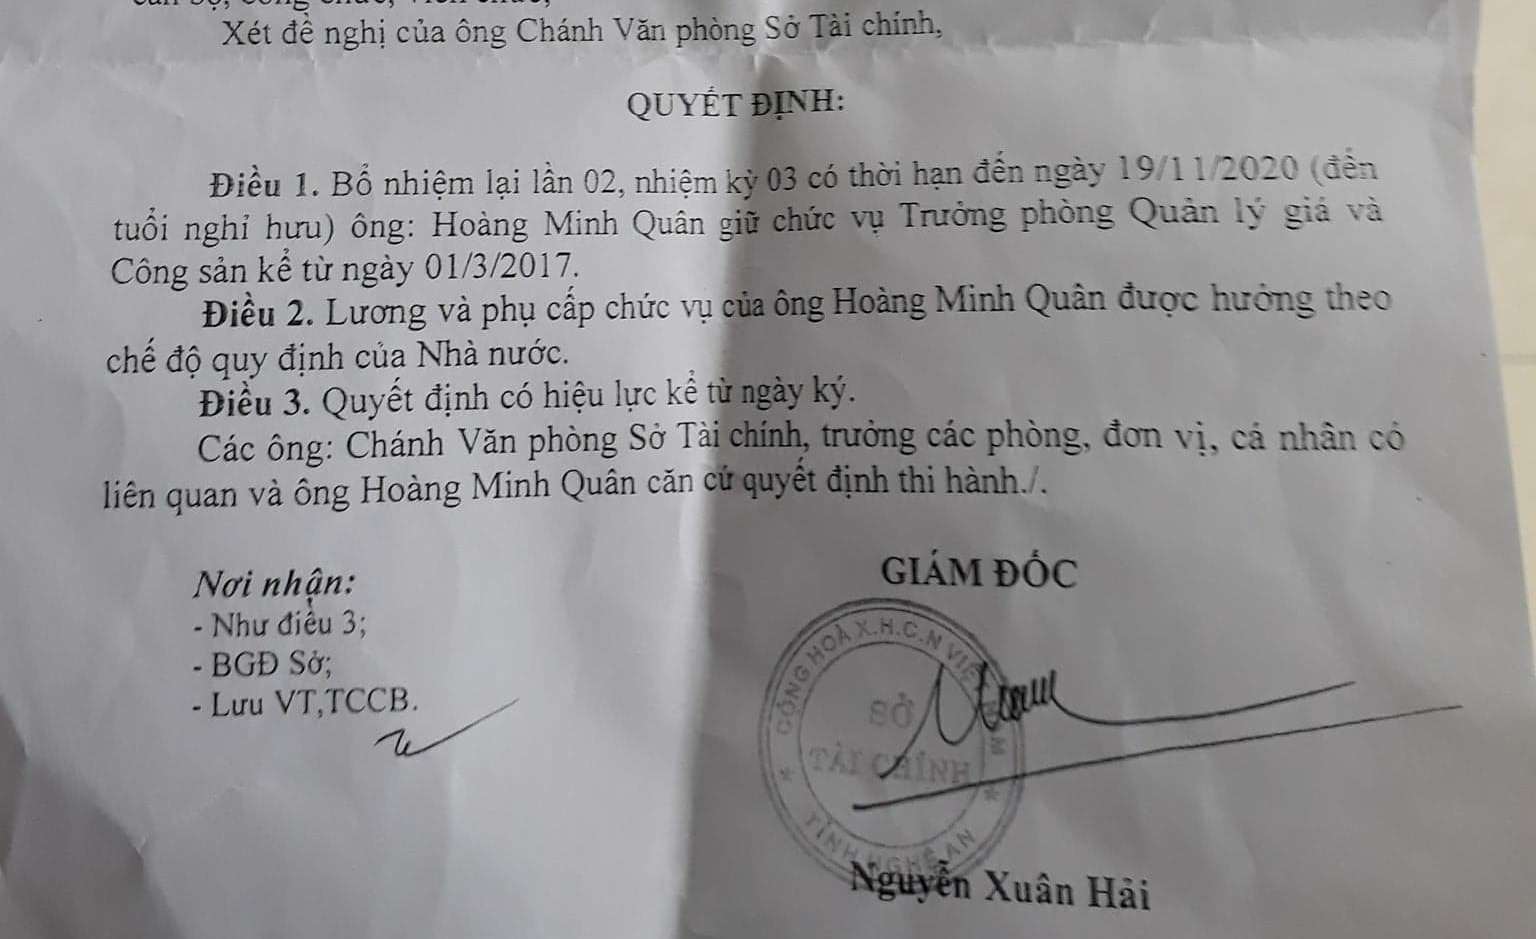 Xét đề nghị của ông Chánh Văn phòng Sở Tài chính,
QUYẾT ĐỊNH:
Điều 1. Bổ nhiệm lại lần 02, nhiệm kỳ 03 có thời hạn đến ngày 19/11/2020 (đến
tuổi nghỉ hưu) ông: Hoàng Minh Quân giữ chức vụ Trưởng phòng Quản lý giá và
Công sản kể từ ngày 01/3/2017.
Điều 2. Lương và phụ cấp chức vụ của ông Hoàng Minh Quân được hưởng theo
chế độ quy định của Nhà nước.
Điều 3. Quyết định có hiệu lực kể từ ngày ký.
Các ông: Chánh Văn phòng Sở Tài chính, trưởng các phòng, đơn vị, cá nhân có
liên quan và ông Hoàng Minh Quân căn cứ quyết định thi hành./.
Nơi nhận:
- Như điều 3;
- BGĐ Sở;
- Lưu VT,TCCB.
GIÁM ĐỐC
CỘNG HOÀ X.H.C.N VIỆT NAM
SỞ
TÀI CHÍNH
TỈNH NGHỆ AN
Nguyễn Xuân Hải